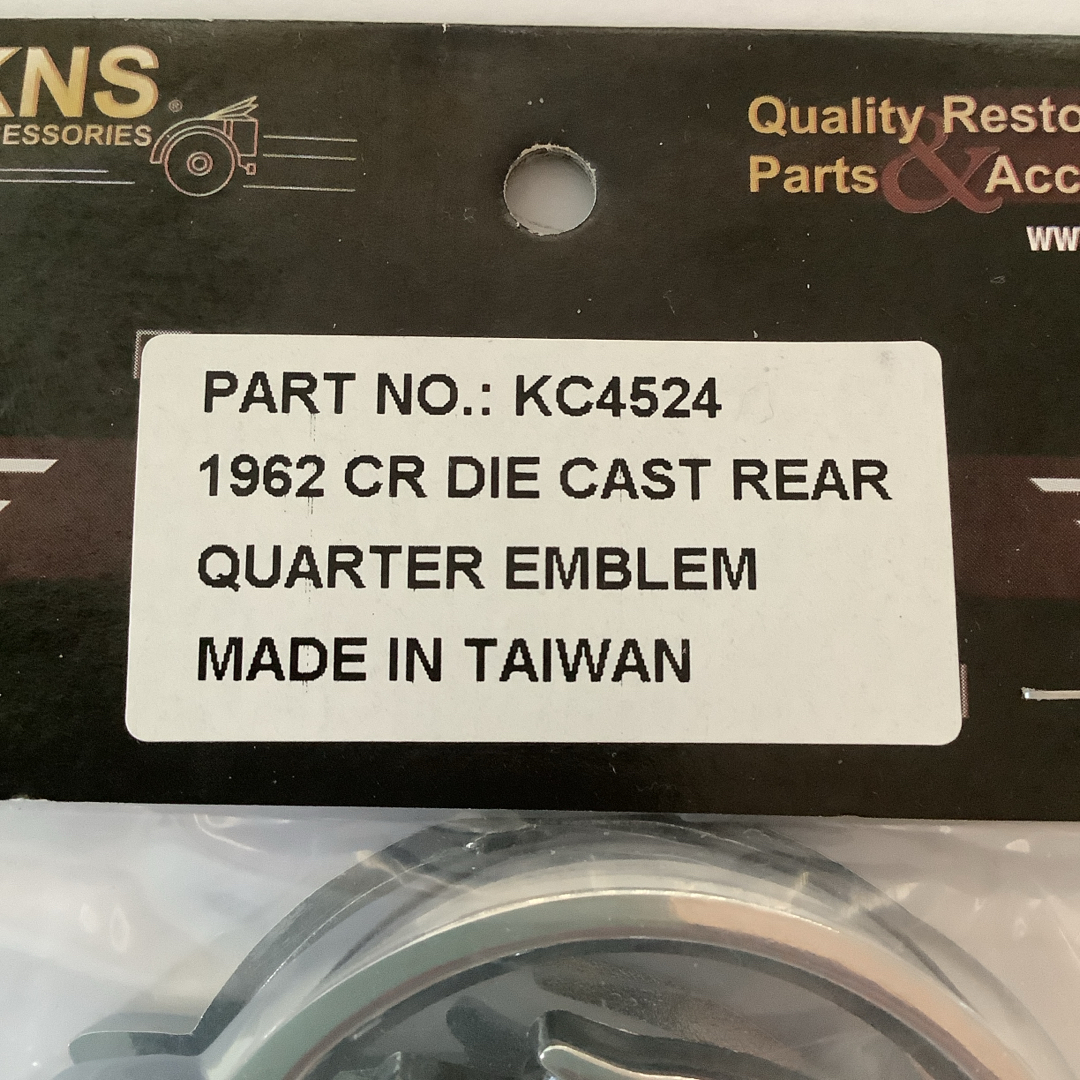 KNS®
ESSORIES
Quality Resto
Parts & Acc
ww
PART NO.: KC4524
1962 CR DIE CAST REAR
QUARTER EMBLEM
MADE IN TAIWAN